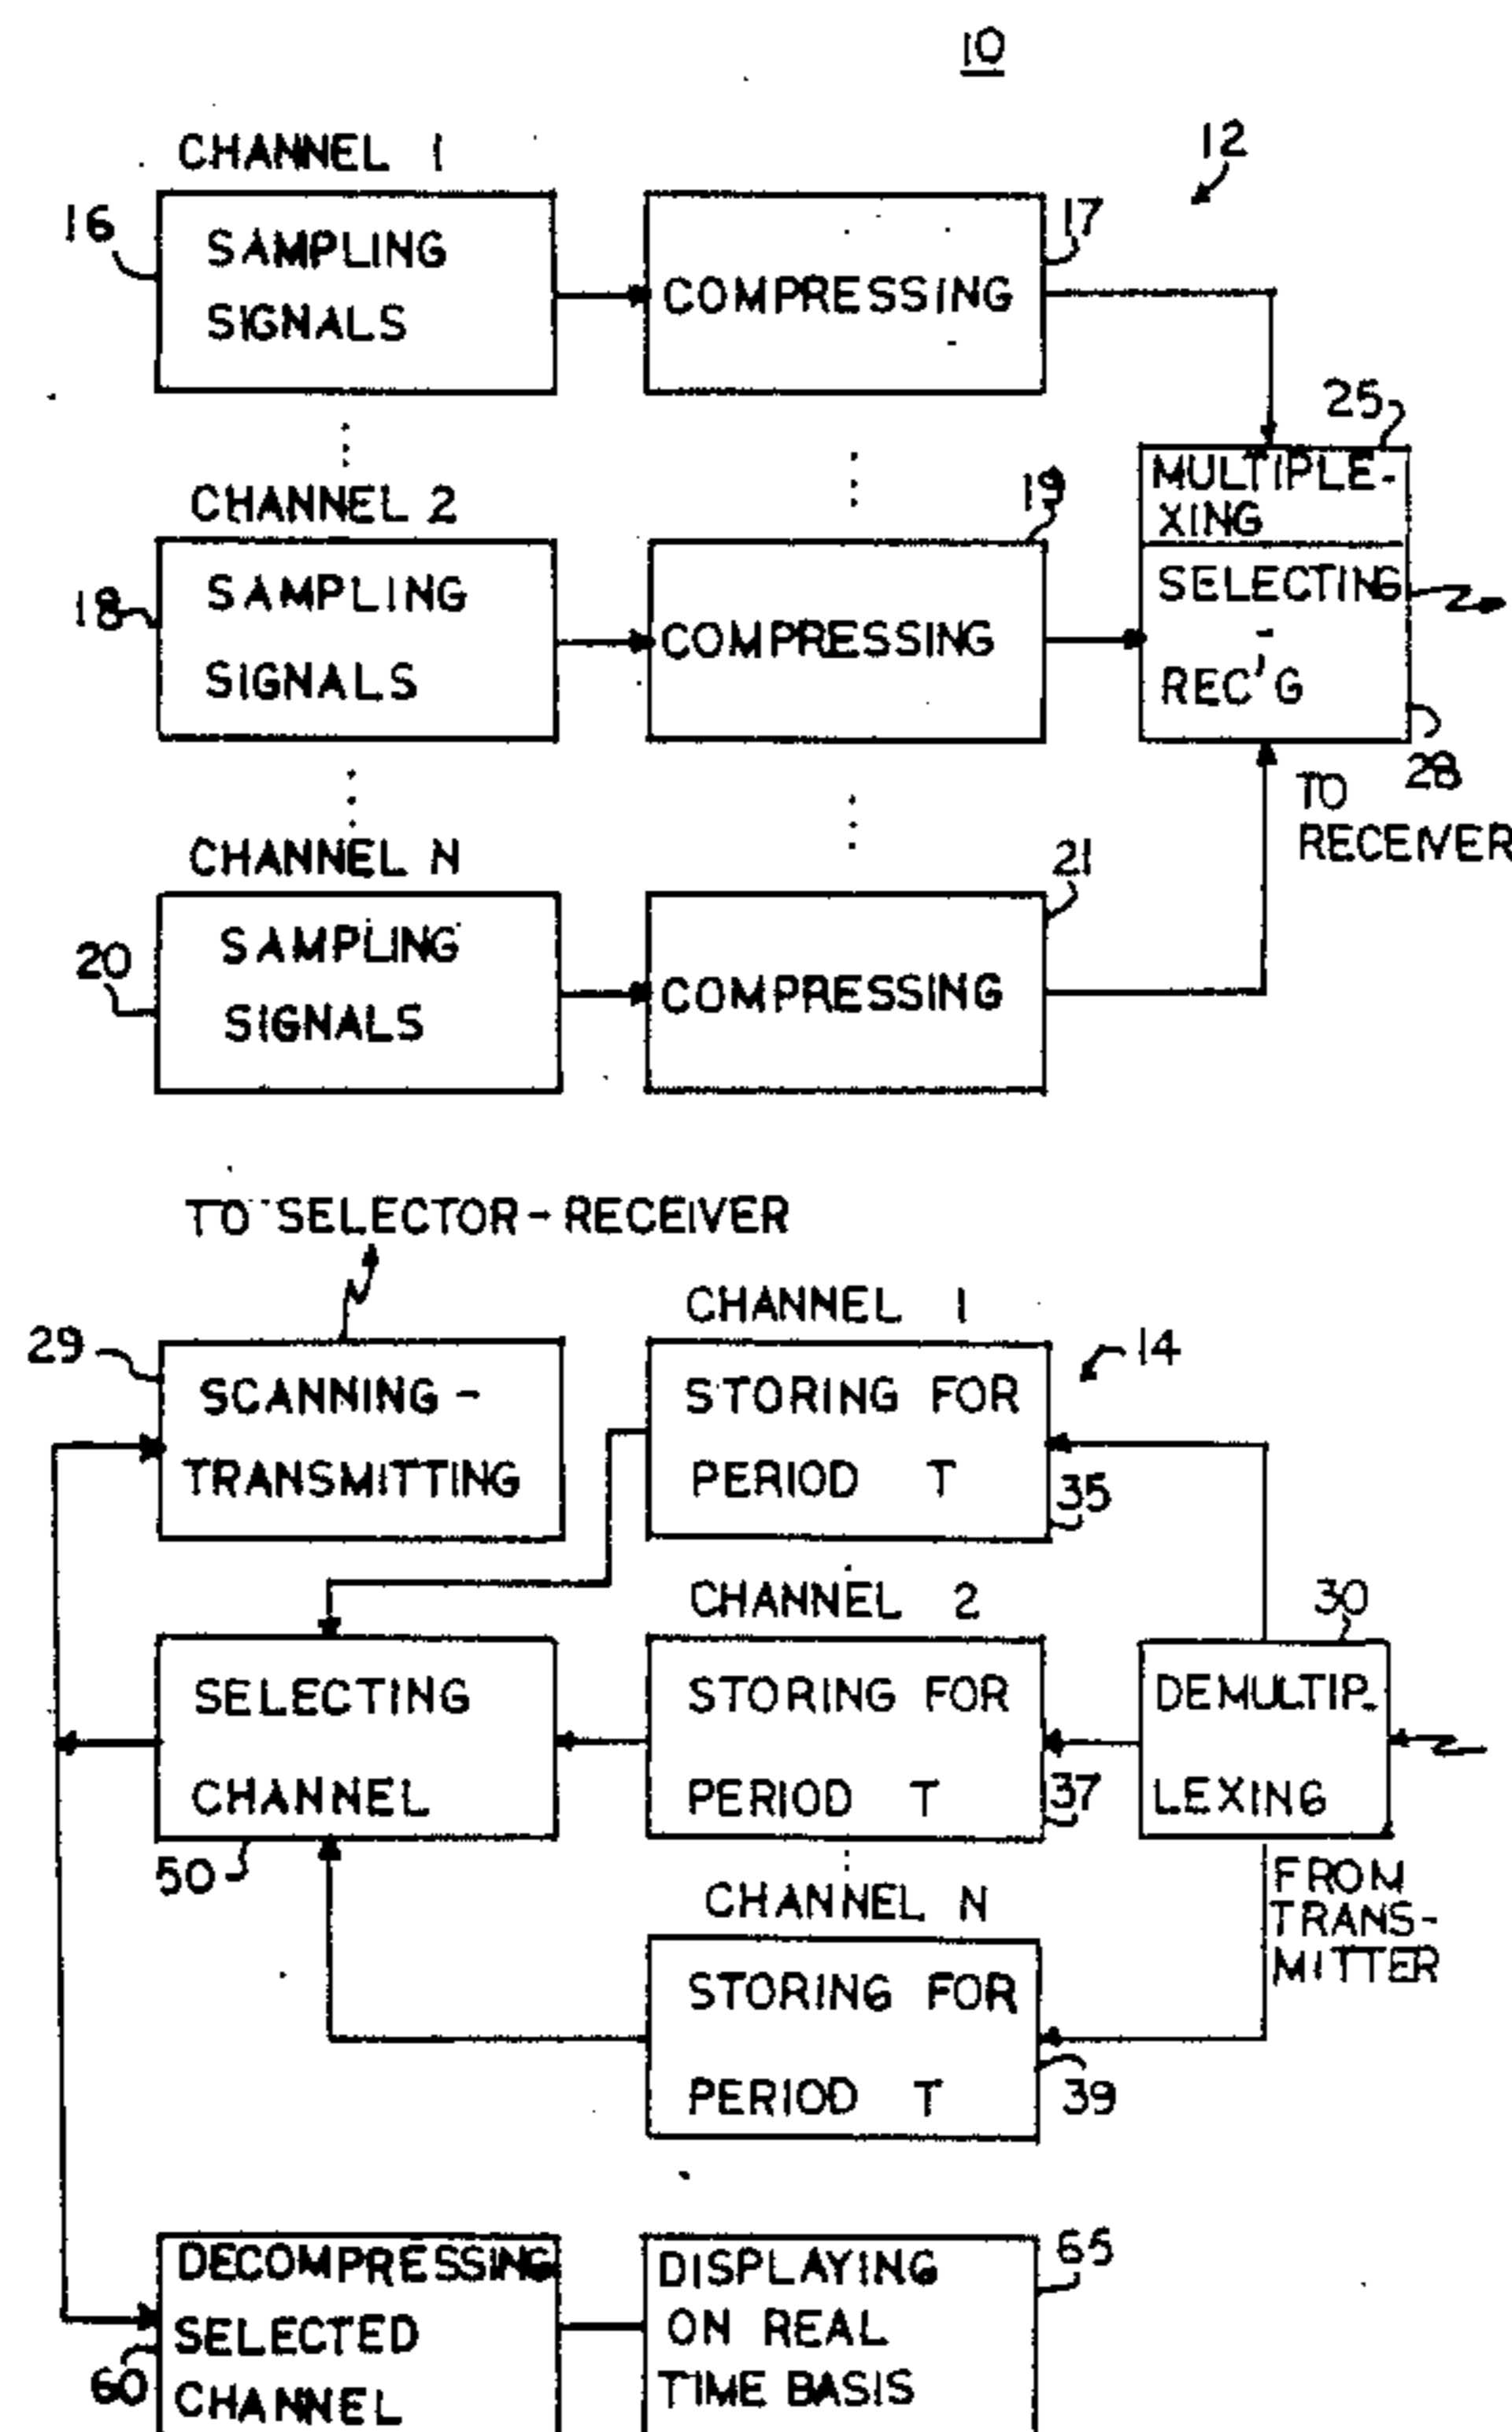 10
CHANNEL 1
12
16
SAMPLING
SIGNALS
COMPRESSING
17
25
MULTIPLE-
XING
CHANNEL 2
18
SAMPLING
SIGNALS
COMPRESSING
19
SELECTING
-
REC'G
28
TO
RECEIVER
CHANNEL N
20
SAMPLING
SIGNALS
COMPRESSING
21
TO SELECTOR-RECEIVER
29
SCANNING-
TRANSMITTING
CHANNEL 1
STORING FOR
PERIOD T
14
35
CHANNEL 2
STORING FOR
PERIOD T
37
30
DEMULTIP-
LEXING
FROM
TRANS-
MITTER
SELECTING
CHANNEL
50
CHANNEL N
STORING FOR
PERIOD T
39
DECOMPRESSING
SELECTED
CHANNEL
60
DISPLAYING
ON REAL
TIME BASIS
65